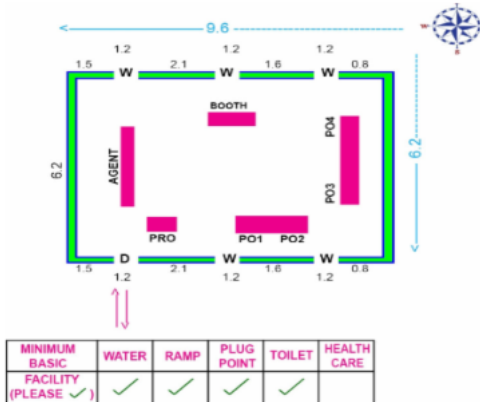 9.6
1.2 1.2 1.2
1.5 2.1 1.6 0.8
W W W
BOOTH
AGENT
PO4
PO3
6.2
6.2
PRO
PO1 PO2
D W W
1.5 2.1 1.6 0.8
1.2 1.2 1.2
MINIMUM BASIC
FACILITY
(PLEASE ✓)
WATER
RAMP
PLUG POINT
TOILET
HEALTH CARE
✓ ✓ ✓ ✓